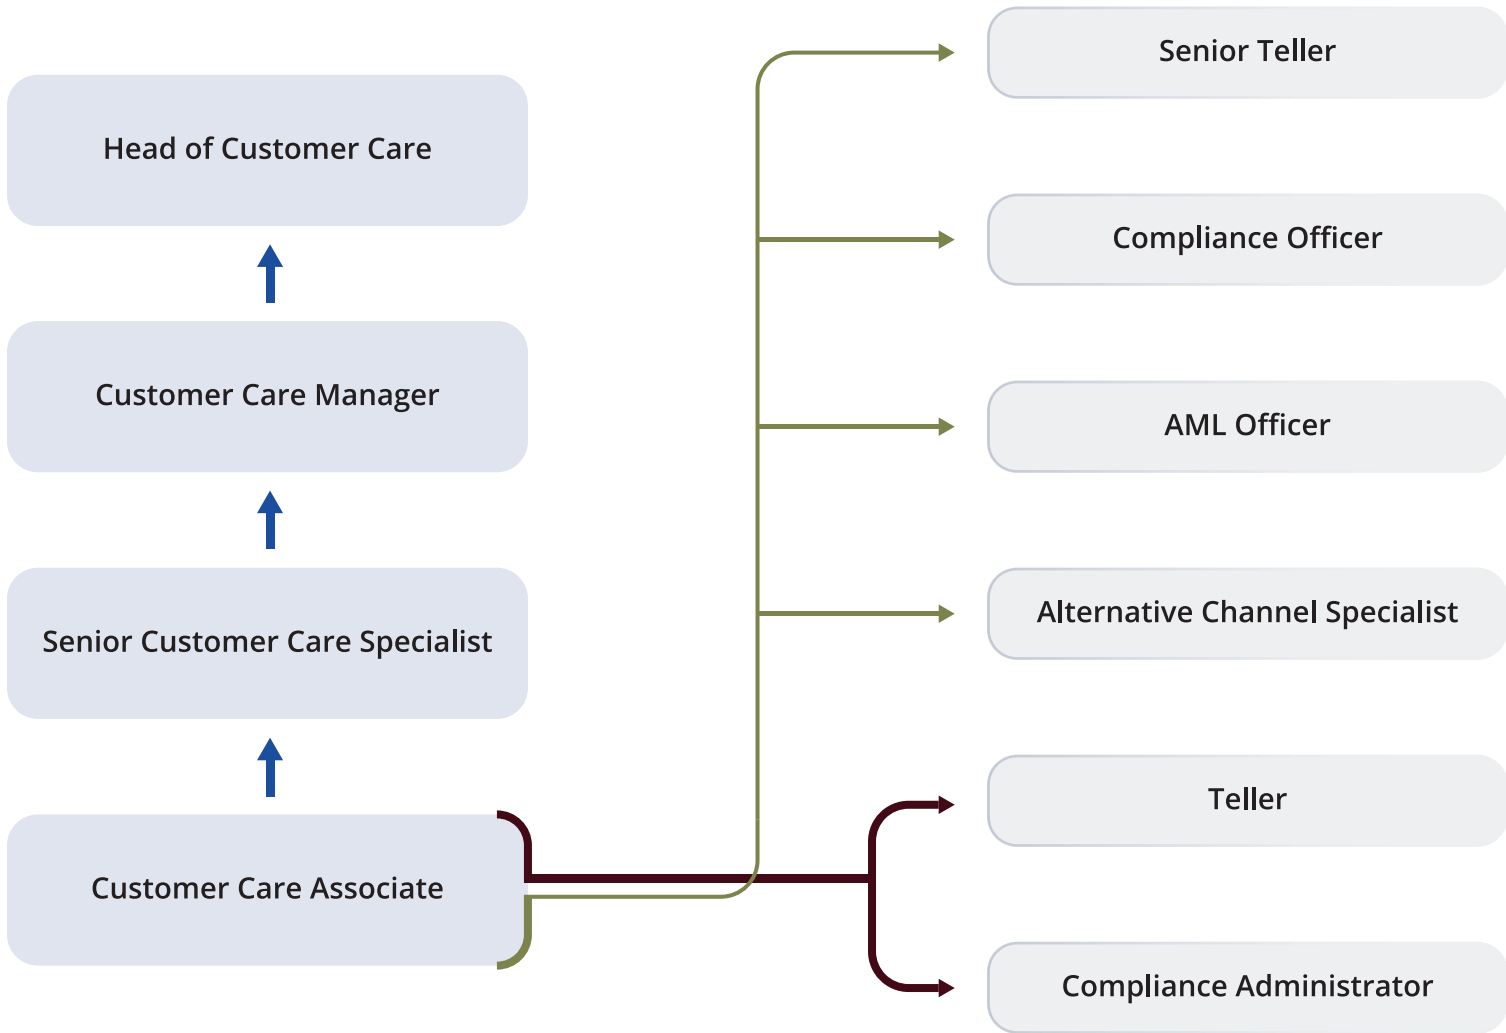 Head of Customer Care
Customer Care Manager
Senior Customer Care Specialist
Customer Care Associate
Senior Teller
Compliance Officer
AML Officer
Alternative Channel Specialist
Teller
Compliance Administrator